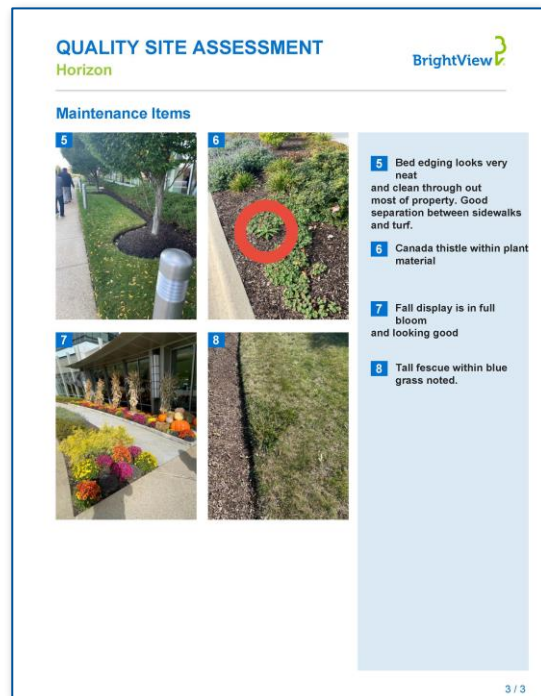 QUALITY SITE ASSESSMENT
Horizon
BrightView
Maintenance Items
5
6
7
8
5 Bed edging looks very
neat
and clean through out
most of property. Good
separation between sidewalks
and turf.
6 Canada thistle within plant
material
7 Fall display is in full
bloom
and looking good
8 Tall fescue within blue
grass noted.
3 / 3